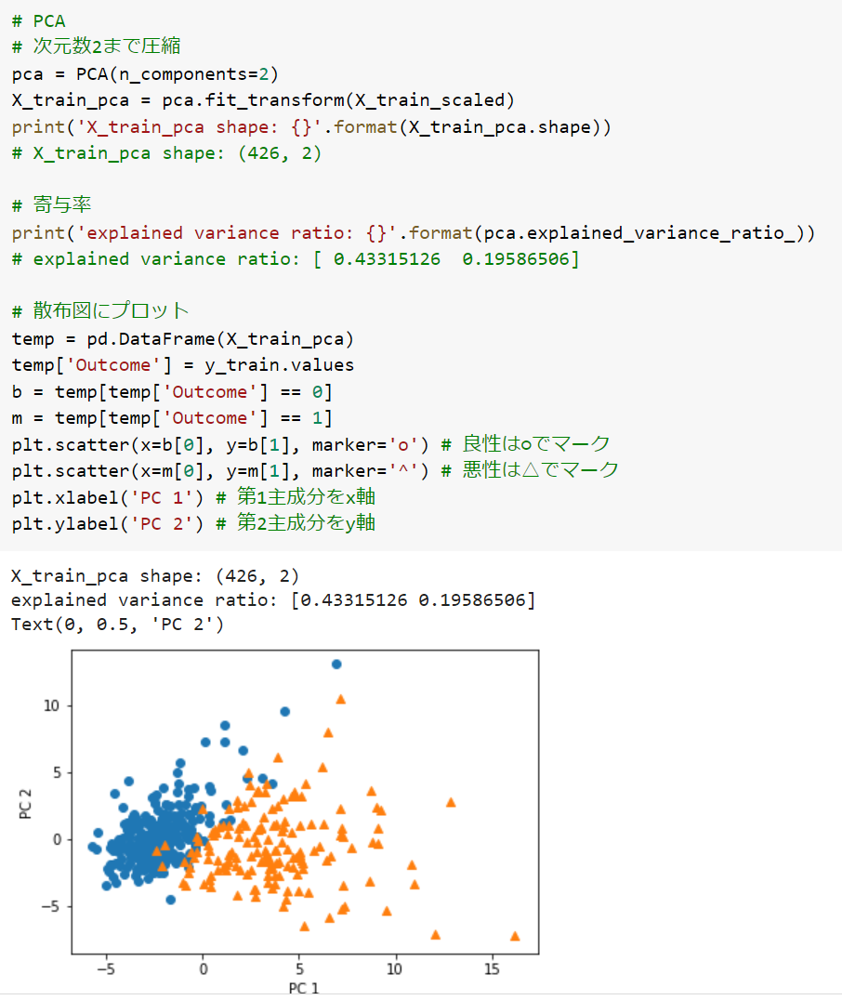 # PCA
# 次元数2まで圧縮
pca = PCA(n_components=2)
X_train_pca = pca.fit_transform(X_train_scaled)
print('X_train_pca shape: {}'.format(X_train_pca.shape))
# X_train_pca shape: (426, 2)
# 寄与率
print('explained variance ratio: {}'.format(pca.explained_variance_ratio_))
# explained variance ratio: [ 0.43315126  0.19586506]
# 散布図にプロット
temp = pd.DataFrame(X_train_pca)
temp['Outcome'] = y_train.values
b = temp[temp['Outcome'] == 0]
m = temp[temp['Outcome'] == 1]
plt.scatter(x=b[0], y=b[1], marker='o') # 良性は○でマーク
plt.scatter(x=m[0], y=m[1], marker='^') # 悪性は△でマーク
plt.xlabel('PC 1') # 第1主成分をx軸
plt.ylabel('PC 2') # 第2主成分をy軸
X_train_pca shape: (426, 2)
explained variance ratio: [0.43315126 0.19586506]
Text(0, 0.5, 'PC 2')
10
5
0
−5
PC 2
−5 0 5 10 15
PC 1